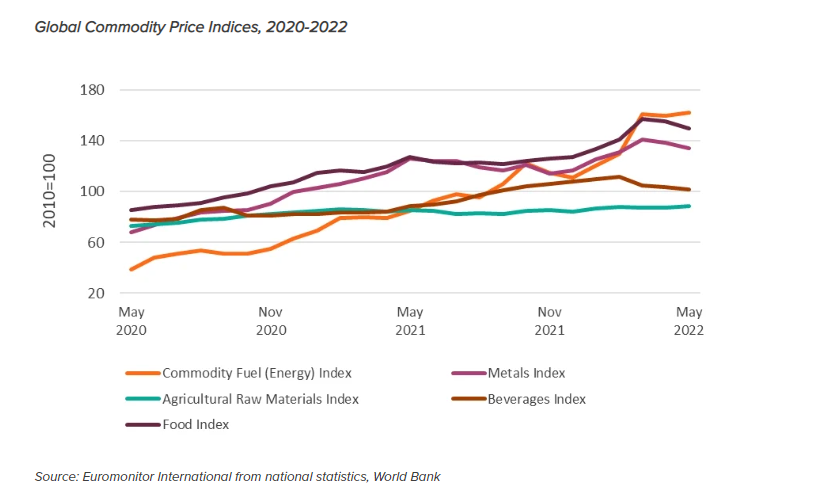 Global Commodity Price Indices, 2020-2022
2010=100
180
140
100
60
20
May
2020
Nov
2020
May
2021
Nov
2021
May
2022
Commodity Fuel (Energy) Index
Metals Index
Agricultural Raw Materials Index
Beverages Index
Food Index
Source: Euromonitor International from national statistics, World Bank